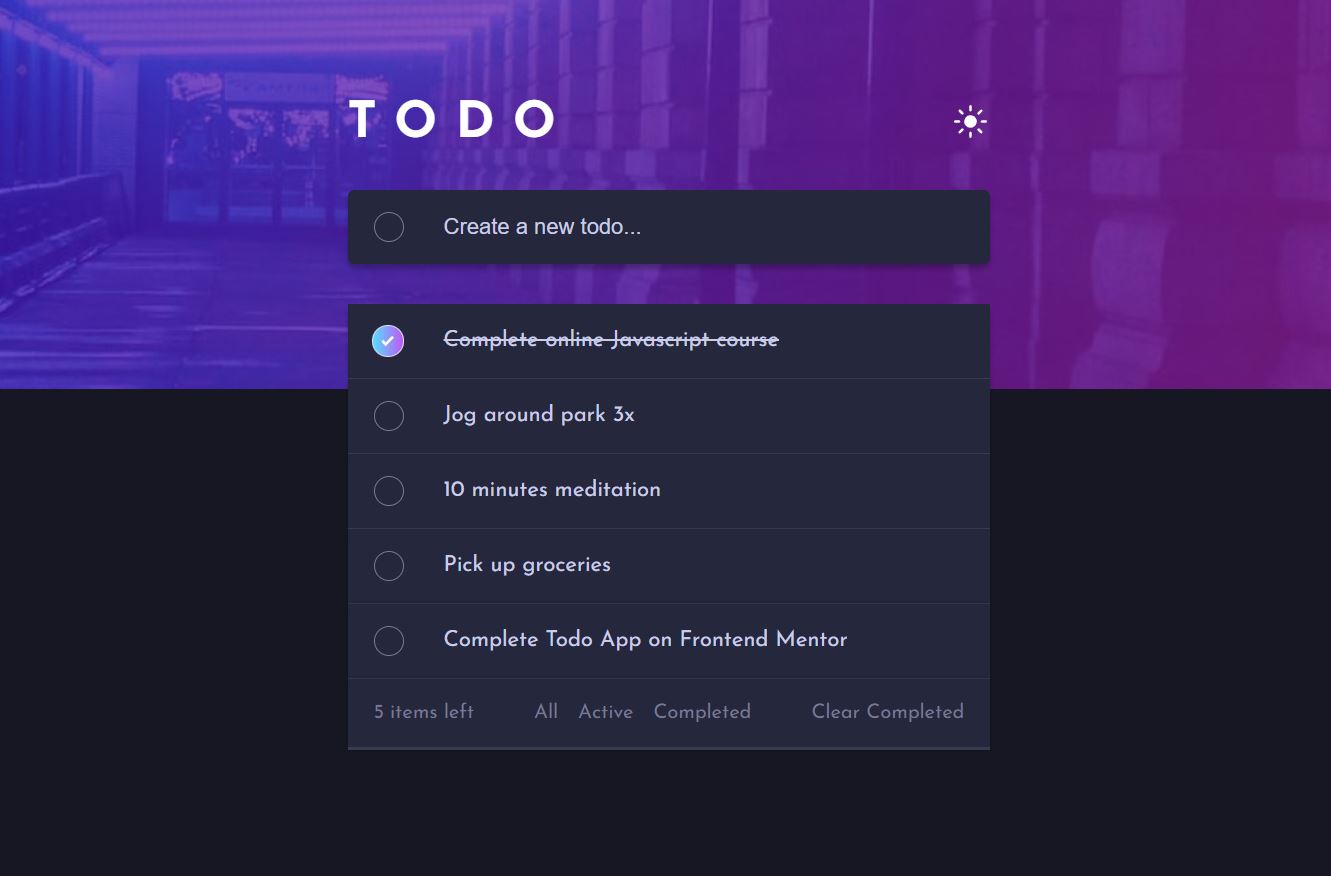 TODO
Create a new todo...
Complete online Javascript course
Jog around park 3x
10 minutes meditation
Pick up groceries
Complete Todo App on Frontend Mentor
5 items left All Active Completed Clear Completed